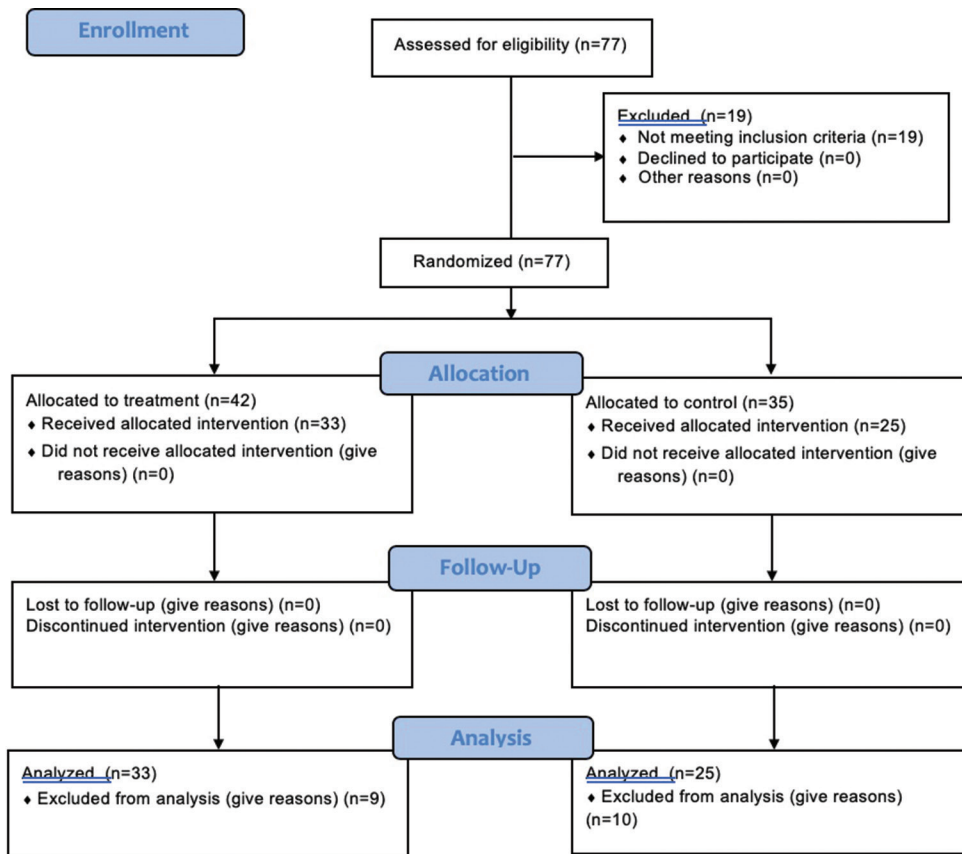 Enrollment
Assessed for eligibility (n=77)
Excluded (n=19)
♦ Not meeting inclusion criteria (n=19)
♦ Declined to participate (n=0)
♦ Other reasons (n=0)
Randomized (n=77)
Allocation
Allocated to treatment (n=42)
♦ Received allocated intervention (n=33)
♦ Did not receive allocated intervention (give
reasons) (n=0)
Allocated to control (n=35)
♦ Received allocated intervention (n=25)
♦ Did not receive allocated intervention (give
reasons) (n=0)
Follow-Up
Lost to follow-up (give reasons) (n=0)
Discontinued intervention (give reasons) (n=0)
Lost to follow-up (give reasons) (n=0)
Discontinued intervention (give reasons) (n=0)
Analysis
Analyzed (n=33)
♦ Excluded from analysis (give reasons) (n=9)
Analyzed (n=25)
♦ Excluded from analysis (give reasons)
(n=10)